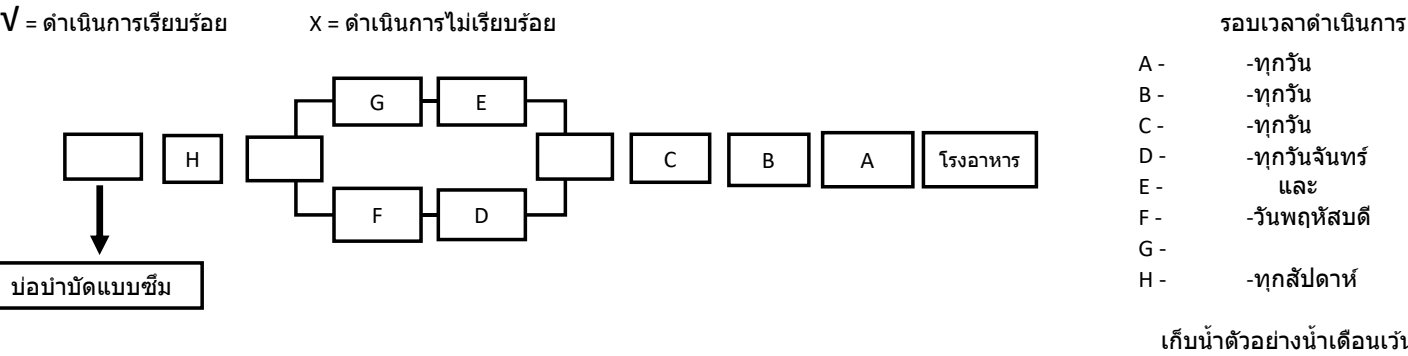 √ = ดำเนินการเรียบร้อย X = ดำเนินการไม่เรียบร้อย รอบเวลาดำเนินการ
A - -ทุกวัน
B - -ทุกวัน
C - -ทุกวัน
D - -ทุกวันจันทร์
E - และ
F - -วันพฤหัสบดี
G -
H - -ทุกสัปดาห์
G E
H C B A โรงอาหาร
F D
บ่อบำบัดแบบซึม
เก็บน้ำตัวอย่างน้ำเดือนเว้น